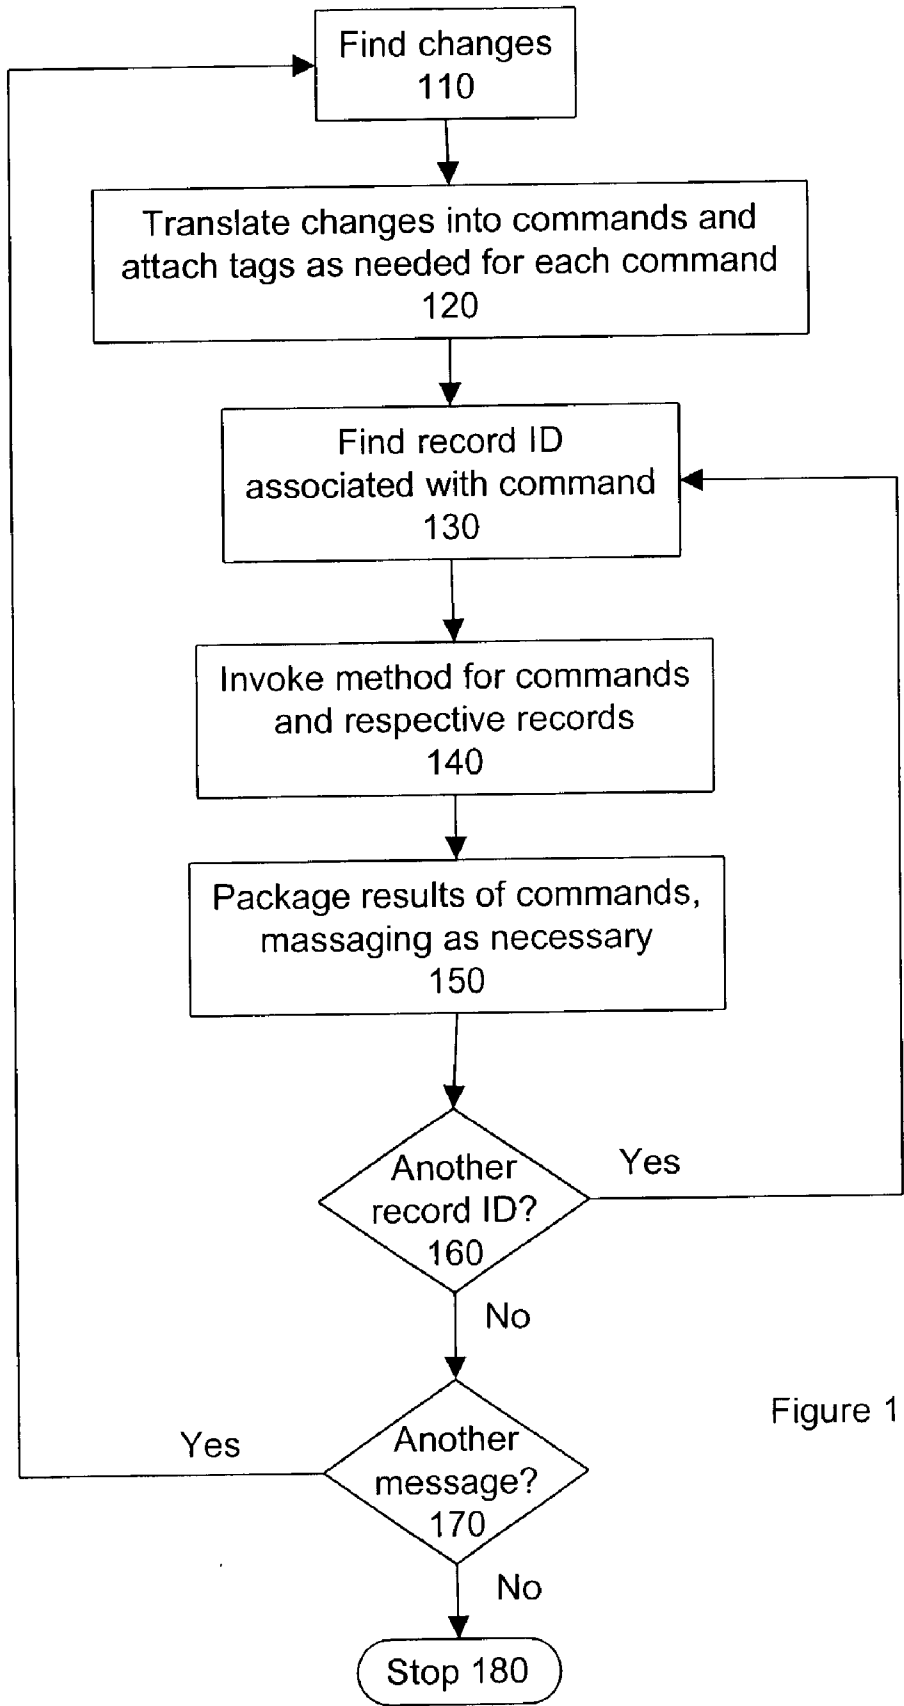 Find changes
110
Translate changes into commands and
attach tags as needed for each command
120
Find record ID
associated with command
130
Invoke method for commands
and respective records
140
Package results of commands,
massaging as necessary
150
Another
record ID?
160
Yes
No
Another
message?
170
Yes
No
Stop 180
Figure 1